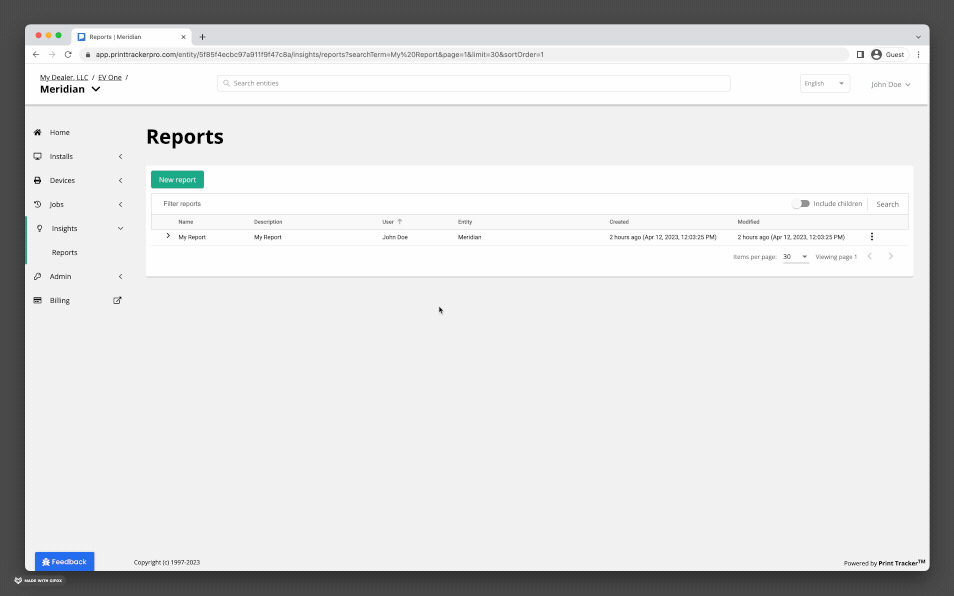 Reports | Meridian
app.printtrackerpro.com/entity/5f85f4ecbc97a911f9f47c8a/insights/reports?searchTerm=My%20Report&page=1&limit=30&sortOrder=1
Guest
My Dealer, LLC / EV One /
Meridian
Search entities
English
John Doe
Home
Installs
Devices
Jobs
Insights
Reports
Admin
Billing
Reports
New report
Filter reports
Include children
Search
Name Description User Entity Created Modified
My Report My Report John Doe Meridian 2 hours ago (Apr 12, 2023, 12:03:25 PM) 2 hours ago (Apr 12, 2023, 12:03:25 PM)
Items per page: 30 Viewing page 1
Feedback
Copyright (c) 1997-2023
Powered by Print Tracker™
MADE WITH GIFOX